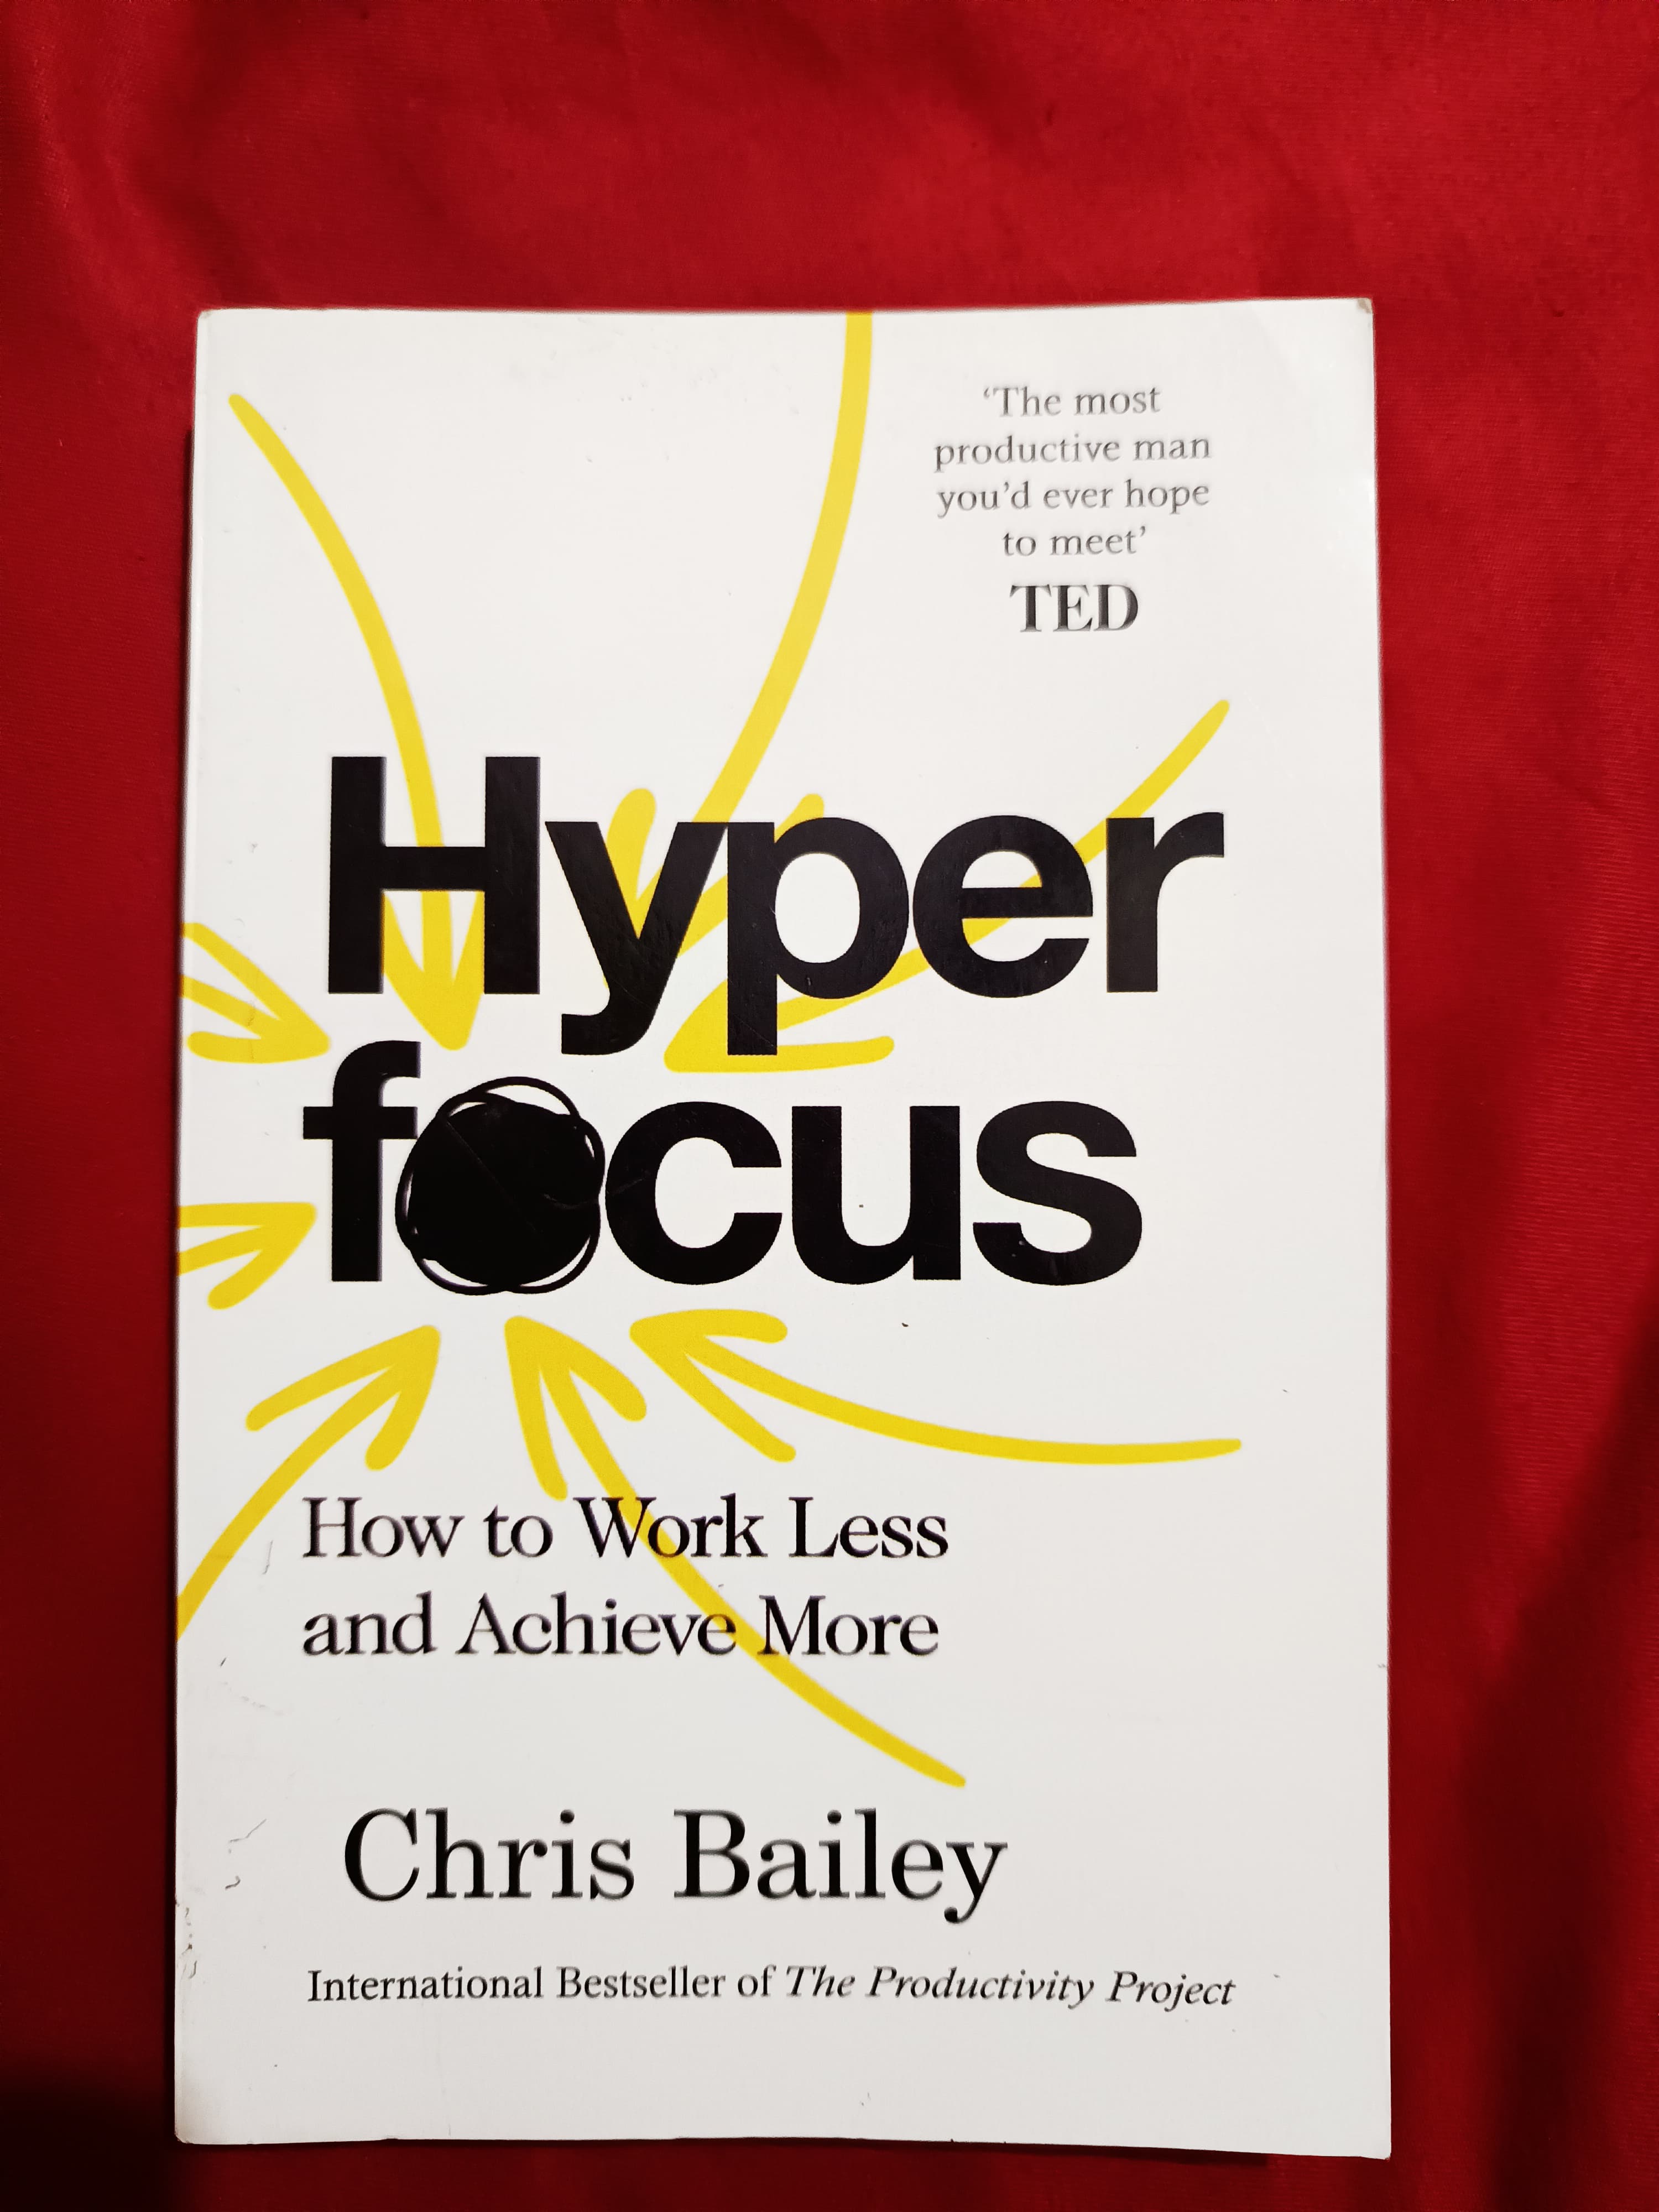 ‘The most
productive man
you’d ever hope
to meet’
TED
Hyper
focus
How to Work Less
and Achieve More
Chris Bailey
International Bestseller of The Productivity Project